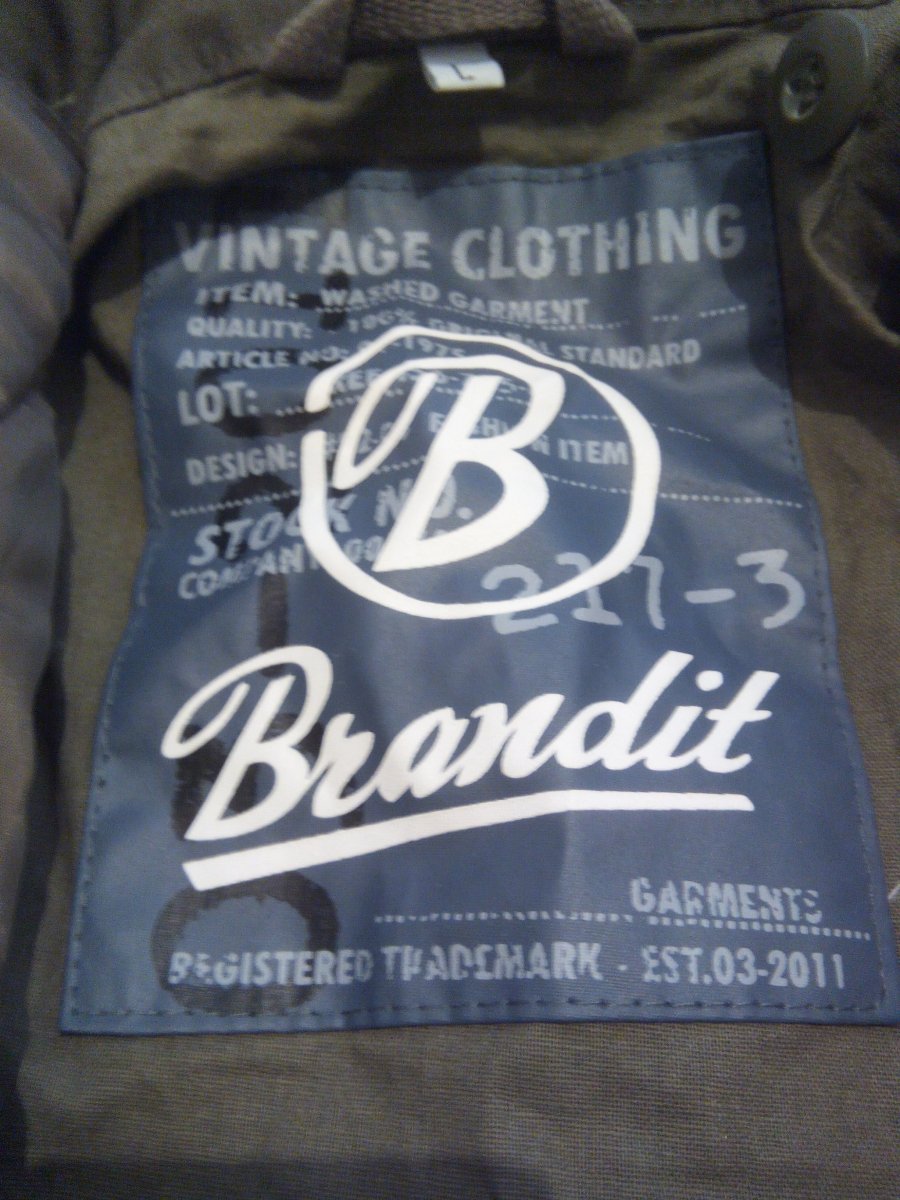 L
VINTAGE CLOTHING
ITEM: WASHED GARMENT
QUALITY: 100% ORIGINAL STANDARD
ARTICLE NO:
LOT:
DESIGN: ITEM
B
STOCK NO.
COMPANY
217-3
Brandit
GARMENTS
REGISTERED TRADEMARK - EST.03-2011